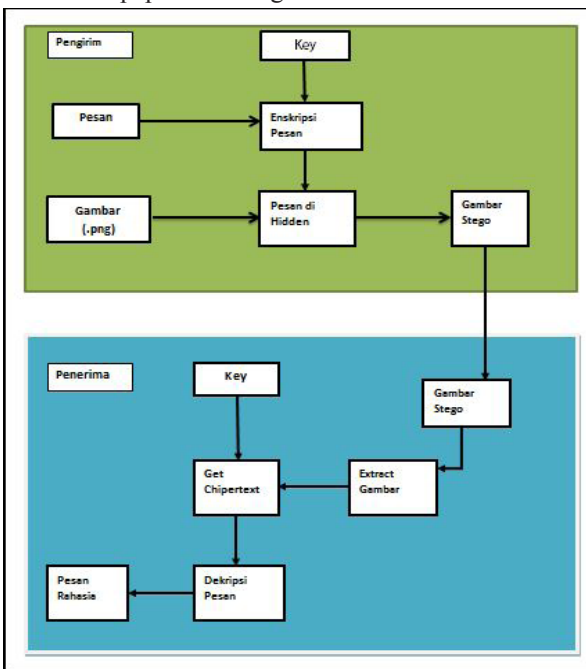 Pengirim
Key
Pesan
Enskripsi
Pesan
Gambar
(.png)
Pesan di
Hidden
Gambar
Stego
Penerima
Key
Gambar
Stego
Get
Chipertext
Extract
Gambar
Pesan
Rahasia
Dekripsi
Pesan